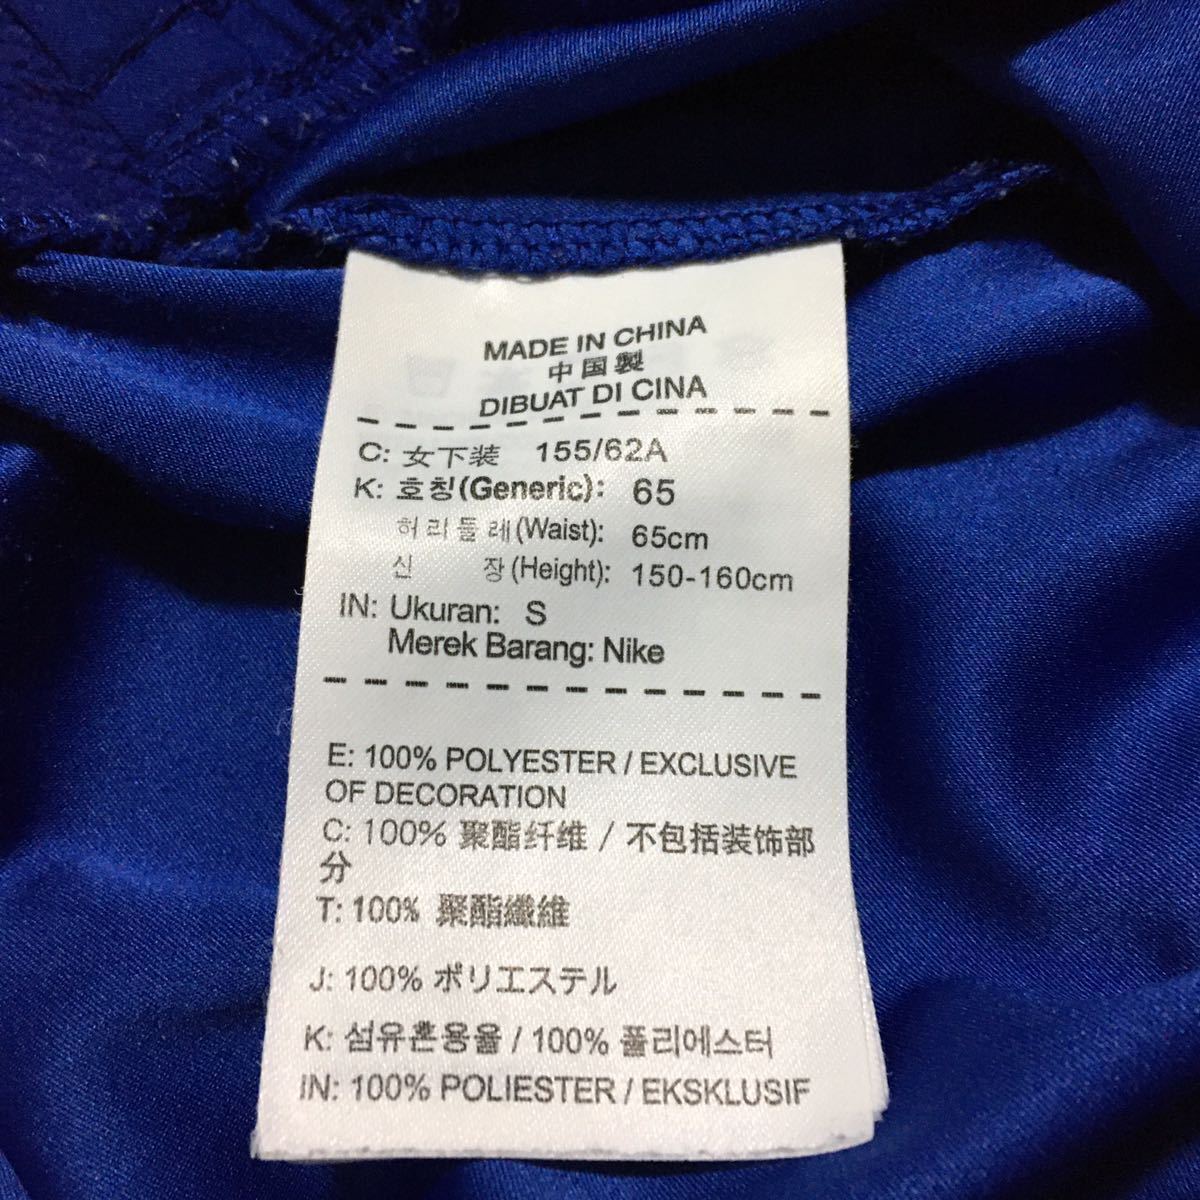 MADE IN CHINA
中国製
DIBUAT DI CINA
C: 女下装 155/62A
K: 호칭(Generic): 65
허리둘레(Waist): 65cm
신 장(Height): 150-160cm
IN: Ukuran: S
Merek Barang: Nike
E: 100% POLYESTER / EXCLUSIVE
OF DECORATION
C: 100% 聚酯纤维 / 不包括装饰部
分
T: 100% 聚酯纖維
J: 100% ポリエステル
K: 섬유혼용율 / 100% 폴리에스터
IN: 100% POLIESTER / EKSKLUSIF